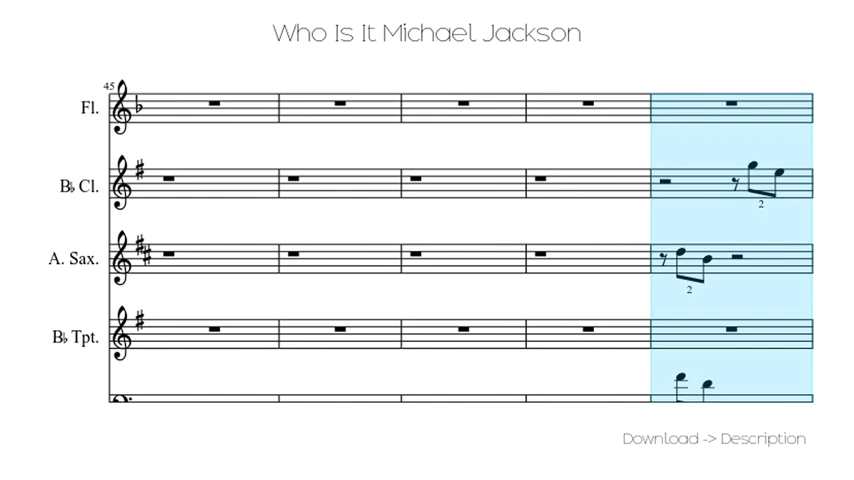 Who Is It Michael Jackson
45
Fl.
B♭ Cl.
2
A. Sax.
2
B♭ Tpt.
Download -> Description